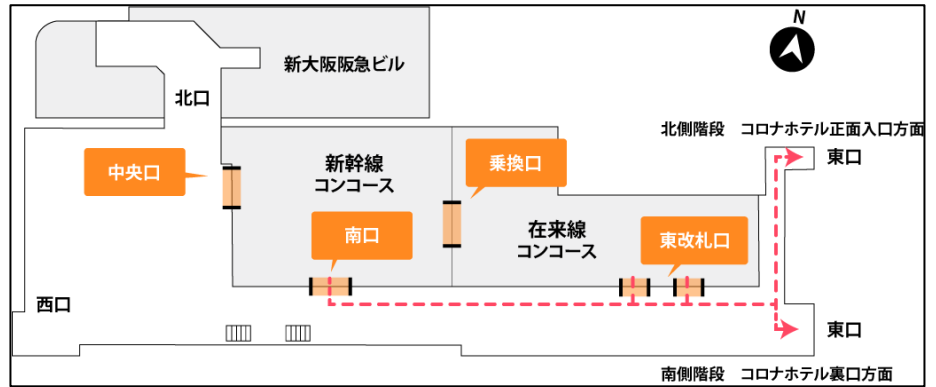 N
新大阪阪急ビル
北口
北側階段　コロナホテル正面入口方面
東口
中央口
新幹線
コンコース
乗換口
南口
在来線
コンコース
東改札口
西口
東口
南側階段　コロナホテル裏口方面